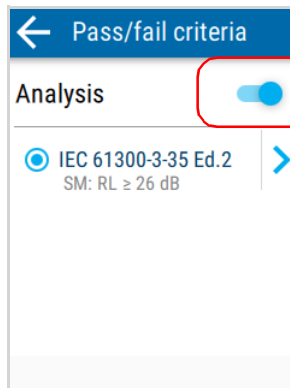 Pass/fail criteria
Analysis
IEC 61300-3-35 Ed.2
SM: RL ≥ 26 dB